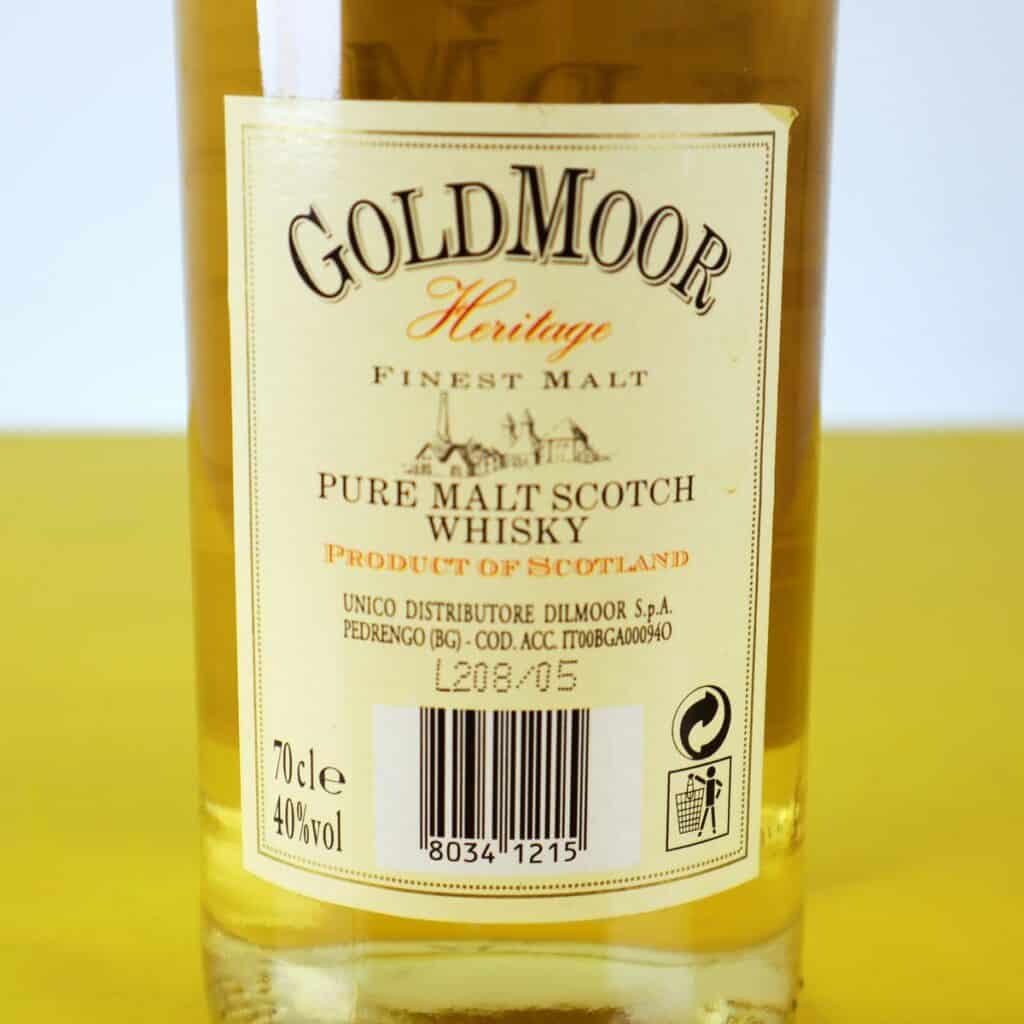 GOLDMOOR
Heritage
FINEST MALT
PURE MALT SCOTCH
WHISKY
PRODUCT OF SCOTLAND
UNICO DISTRIBUTORE DILMOOR S.p.A.
PEDRENGO (BG) - COD. ACC. IT00BGA00094O
L208/05
70cl℮
40%vol
8034 1215